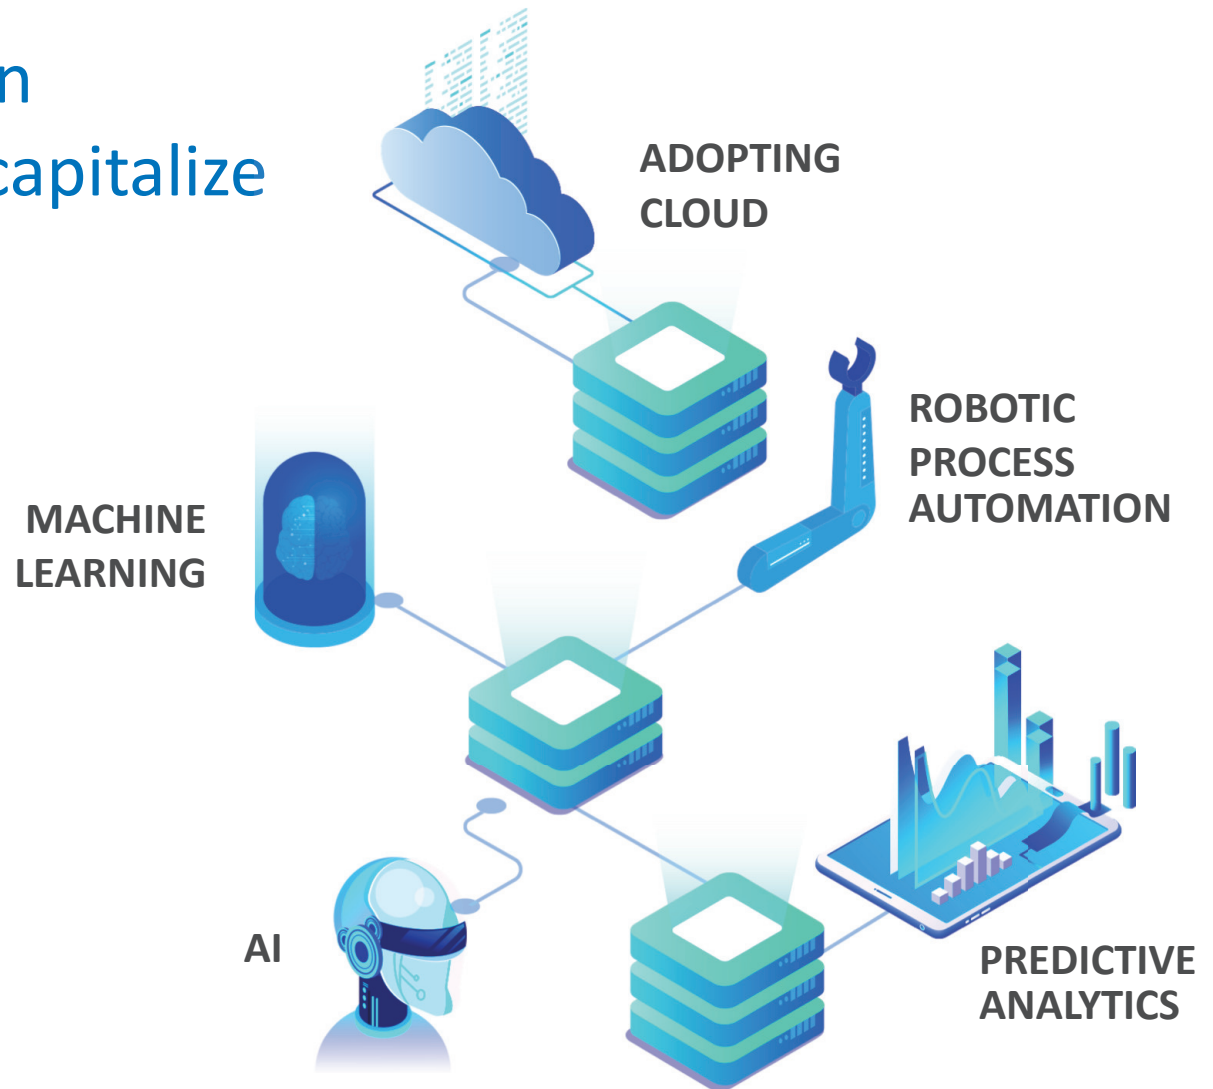 n
capitalize
ADOPTING
CLOUD
ROBOTIC
PROCESS
AUTOMATION
MACHINE
LEARNING
AI
PREDICTIVE
ANALYTICS